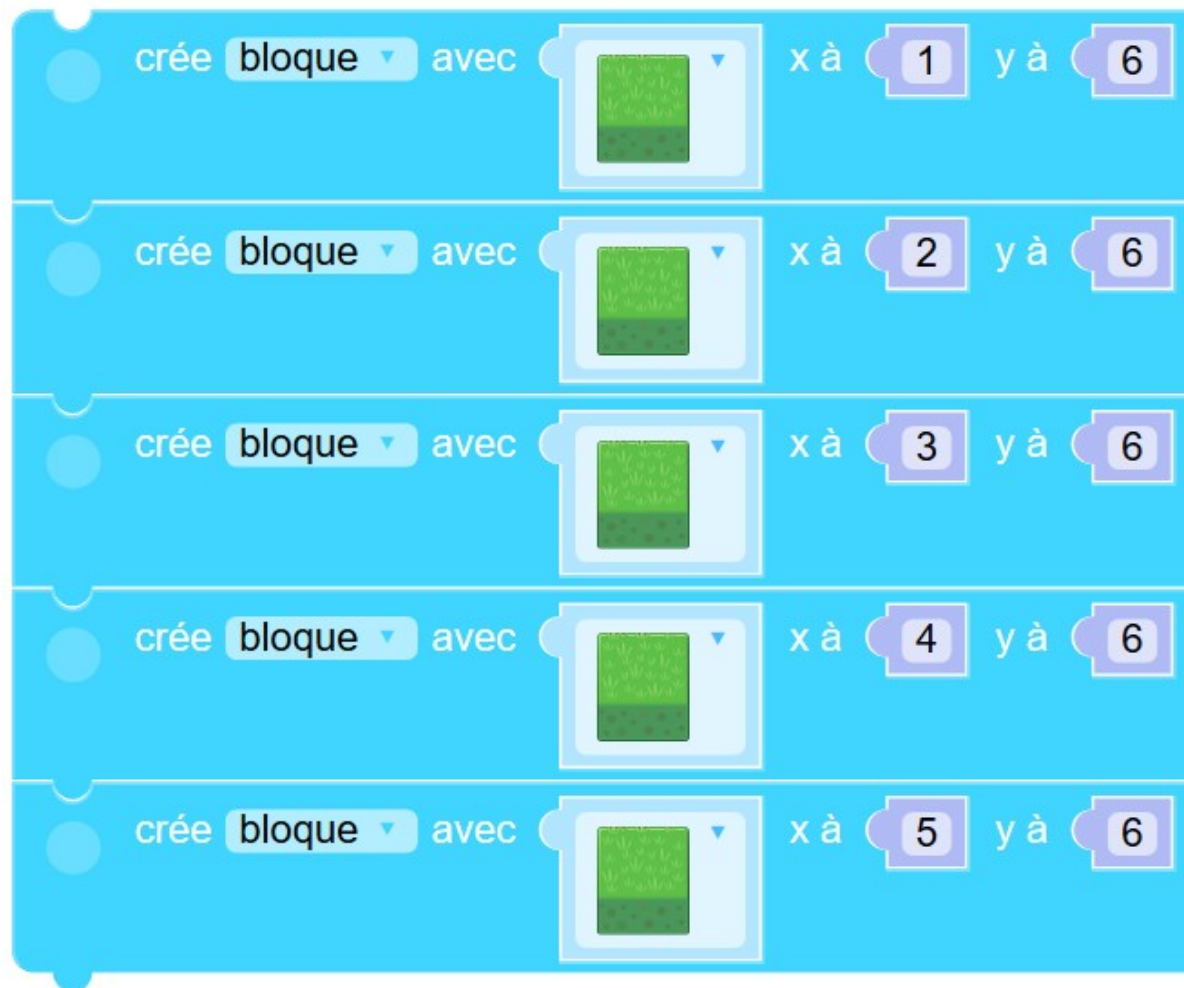 crée bloque avec x à 1 y à 6
crée bloque avec x à 2 y à 6
crée bloque avec x à 3 y à 6
crée bloque avec x à 4 y à 6
crée bloque avec x à 5 y à 6